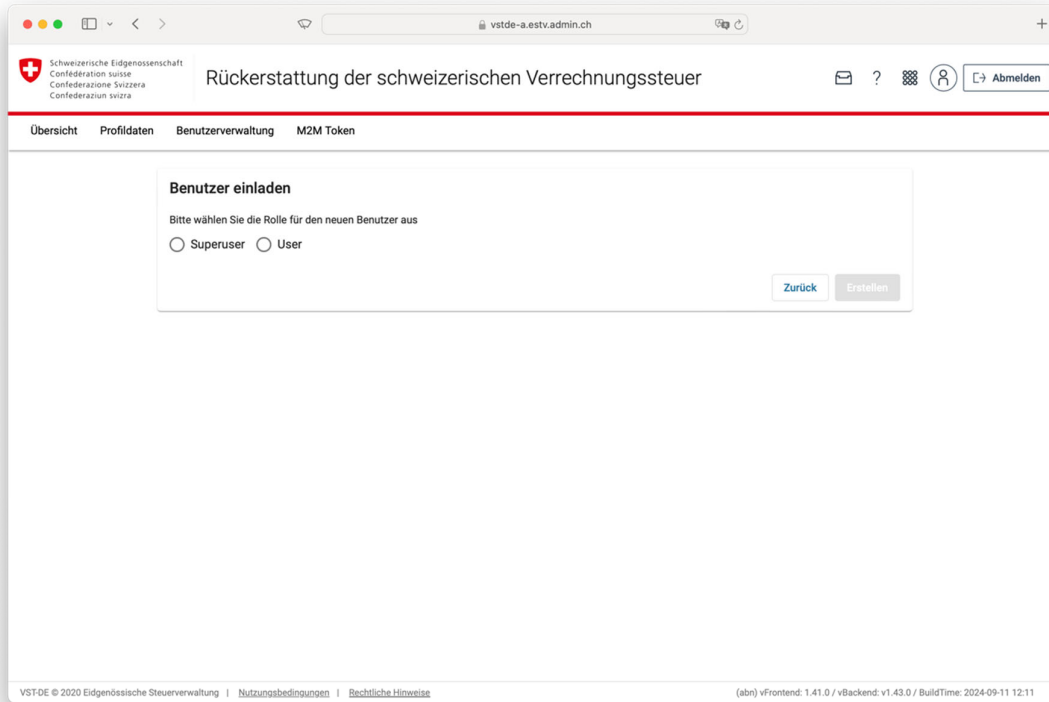 vstde-a.estv.admin.ch
Schweizerische Eidgenossenschaft
Confédération suisse
Confederazione Svizzera
Confederaziun svizra
Rückerstattung der schweizerischen Verrechnungssteuer
?
Abmelden
Übersicht Profildaten Benutzerverwaltung M2M Token
Benutzer einladen
Bitte wählen Sie die Rolle für den neuen Benutzer aus
Superuser User
Zurück Erstellen
VST-DE © 2020 Eidgenössische Steuerverwaltung | Nutzungsbedingungen | Rechtliche Hinweise
(abn) vFrontend: 1.41.0 / vBackend: v1.43.0 / BuildTime: 2024-09-11 12:11